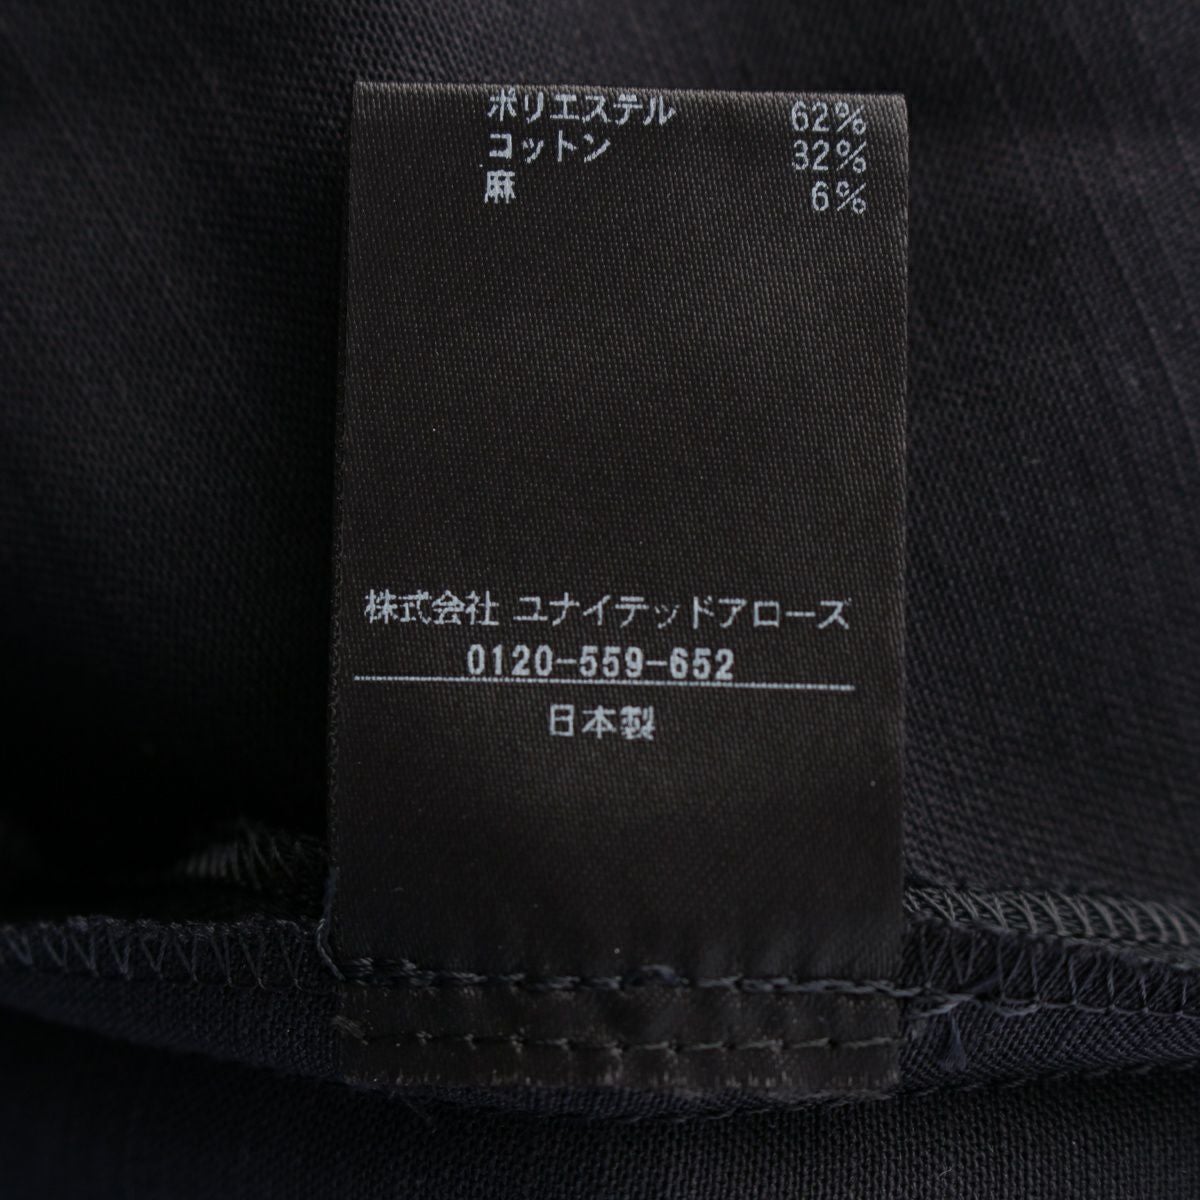 ポリエステル 62%
コットン 32%
麻 6%
株式会社 ユナイテッドアローズ
0120-559-652
日本製